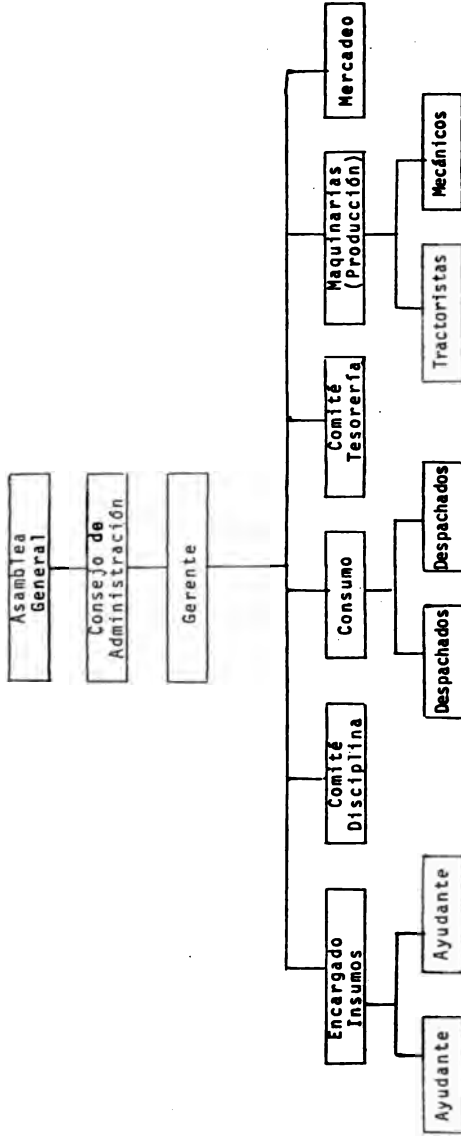 Asamblea
General
Consejo de
Administración
Gerente
Encargado
Insumos
Comité
Disciplina
Consumo
Comité
Tesorería
Maquinarias
(Producción)
Mercadeo
Ayudante
Ayudante
Despachados
Despachados
Tractoristas
Mecánicos